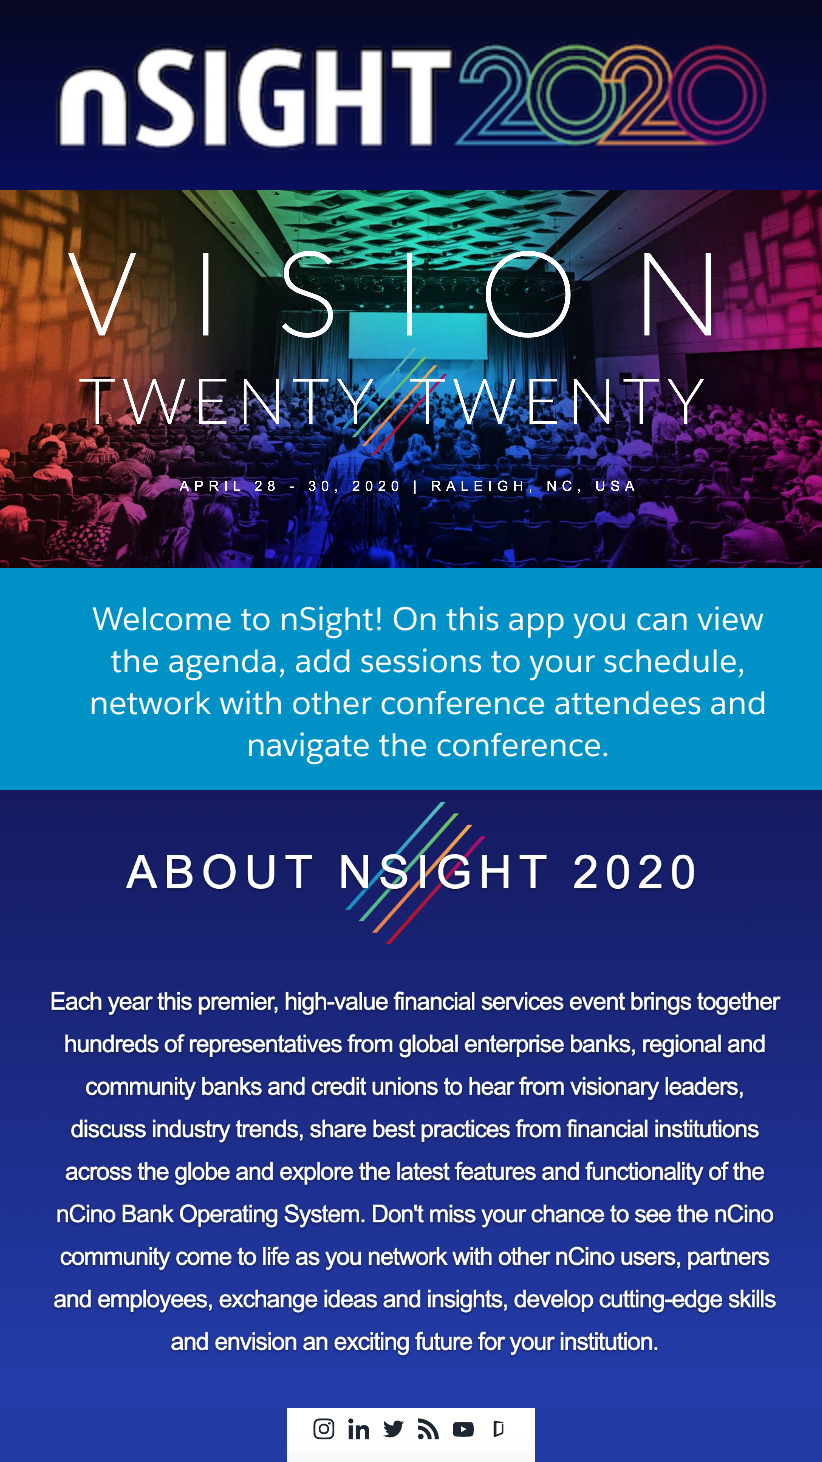 nSIGHT2020
VISION
TWENTY TWENTY
APRIL 28 - 30, 2020 | RALEIGH, NC, USA
Welcome to nSight! On this app you can view
the agenda, add sessions to your schedule,
network with other conference attendees and
navigate the conference.
ABOUT NSIGHT 2020
Each year this premier, high-value financial services event brings together
hundreds of representatives from global enterprise banks, regional and
community banks and credit unions to hear from visionary leaders,
discuss industry trends, share best practices from financial institutions
across the globe and explore the latest features and functionality of the
nCino Bank Operating System. Don't miss your chance to see the nCino
community come to life as you network with other nCino users, partners
and employees, exchange ideas and insights, develop cutting-edge skills
and envision an exciting future for your institution.